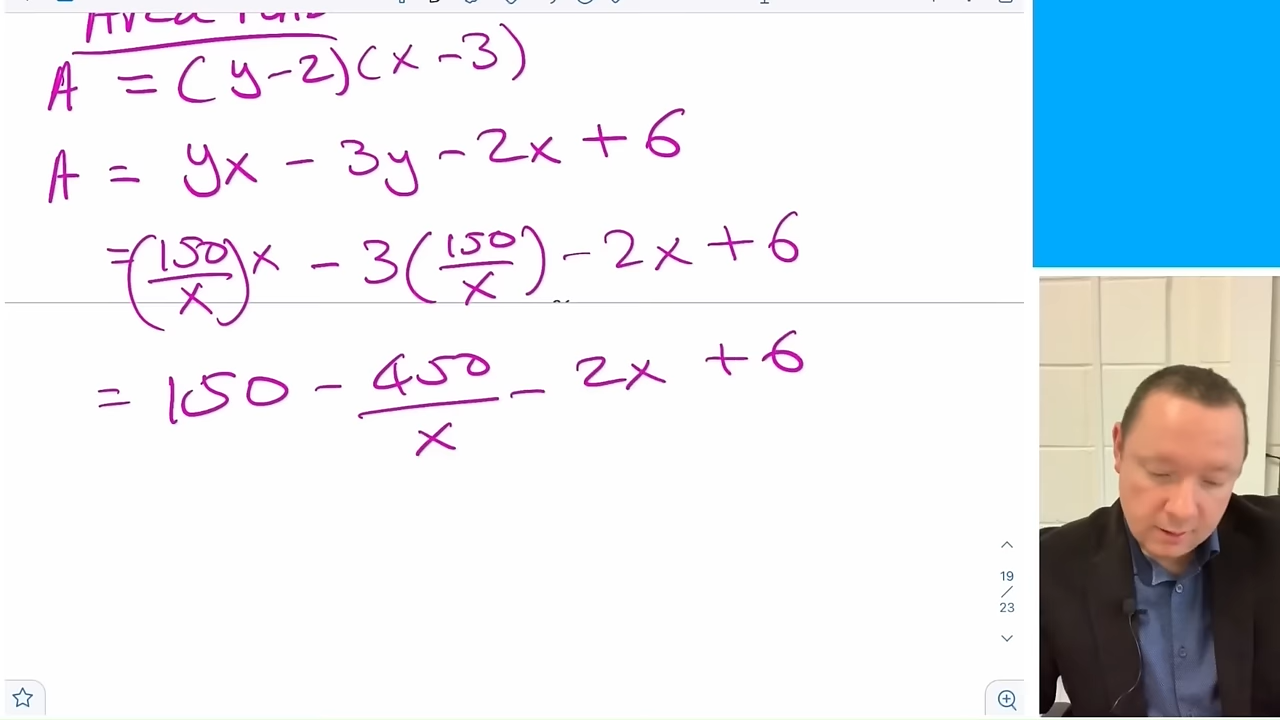 A = (y-2)(x-3)
A = yx - 3y - 2x + 6
=(150/x)x - 3(150/x) - 2x + 6
= 150 - 450/x - 2x + 6
19
/
23